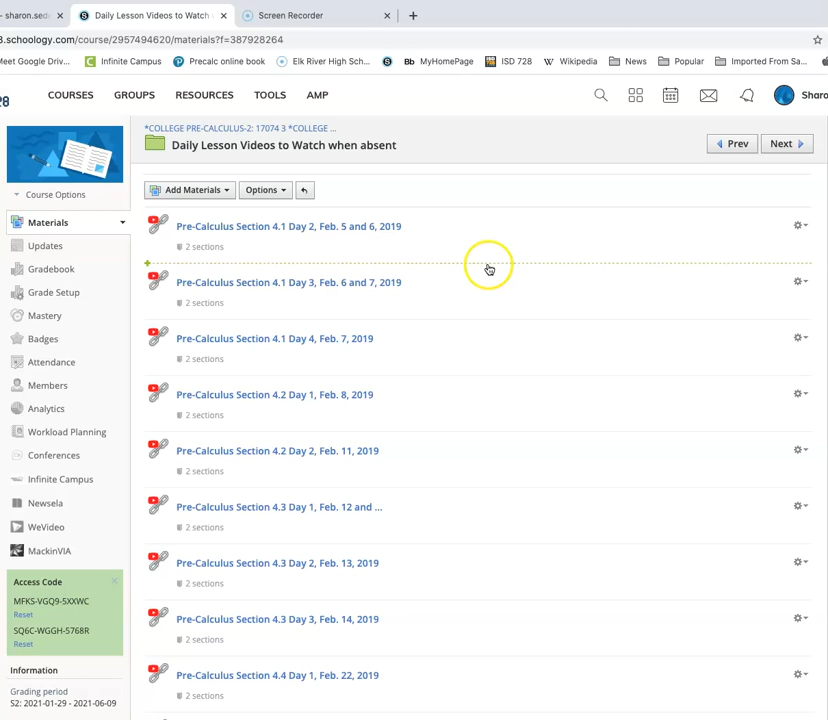 - sharon.sed
Daily Lesson Videos to Watch
Screen Recorder
.schoology.com/course/2957494620/materials?f=387928264
Meet Google Driv...
Infinite Campus
Precalc online book
Elk River High Sch...
Bb MyHomePage
ISD 728
Wikipedia
News
Popular
Imported From Sa...
COURSES
GROUPS
RESOURCES
TOOLS
AMP
Sharo
*COLLEGE PRE-CALCULUS-2: 17074 3 *COLLEGE ...
Daily Lesson Videos to Watch when absent
Prev
Next
Course Options
Add Materials
Options
Materials
Updates
Gradebook
Grade Setup
Mastery
Badges
Attendance
Members
Analytics
Workload Planning
Conferences
Infinite Campus
Newsela
WeVideo
MackinVIA
Access Code
MFKS-VGQ9-5XXWC
Reset
SQ6C-WGGH-5768R
Reset
Information
Grading period
S2: 2021-01-29 - 2021-06-09
Pre-Calculus Section 4.1 Day 2, Feb. 5 and 6, 2019
2 sections
Pre-Calculus Section 4.1 Day 3, Feb. 6 and 7, 2019
2 sections
Pre-Calculus Section 4.1 Day 4, Feb. 7, 2019
2 sections
Pre-Calculus Section 4.2 Day 1, Feb. 8, 2019
2 sections
Pre-Calculus Section 4.2 Day 2, Feb. 11, 2019
2 sections
Pre-Calculus Section 4.3 Day 1, Feb. 12 and ...
2 sections
Pre-Calculus Section 4.3 Day 2, Feb. 13, 2019
2 sections
Pre-Calculus Section 4.3 Day 3, Feb. 14, 2019
2 sections
Pre-Calculus Section 4.4 Day 1, Feb. 22, 2019
2 sections